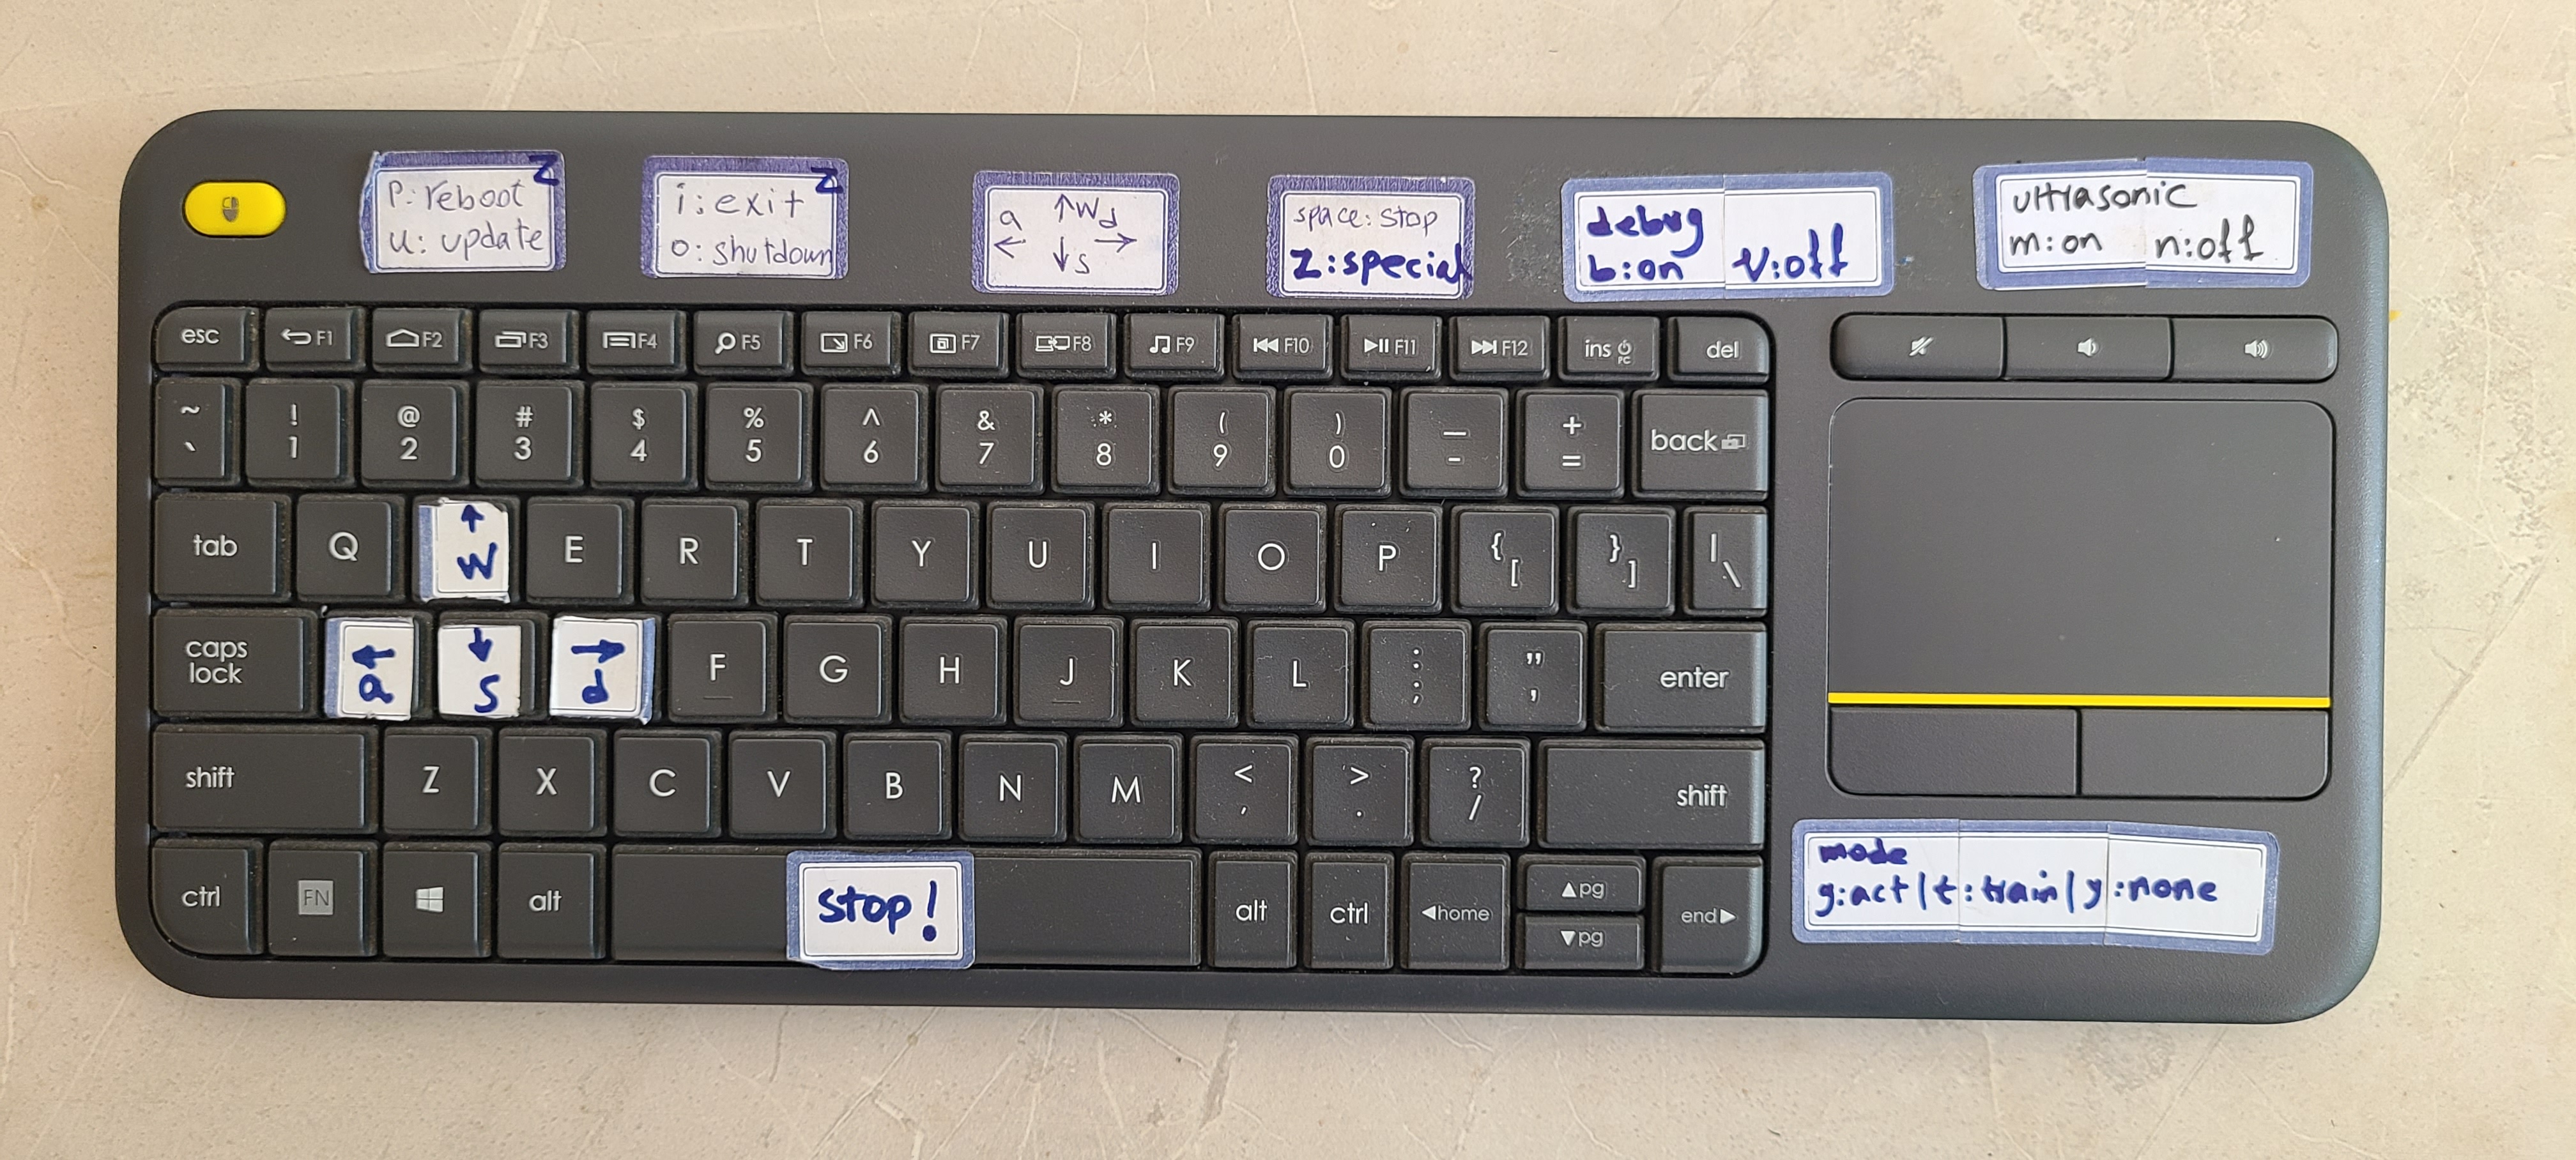 P: reboot Z
u: update
i: exit Z
o: shutdown
a ↑ w d
← ↓ s →
space: stop
Z: special
debug
b: on v: off
ultrasonic
m: on n: off
esc F1 F2 F3 F4 F5 F6 F7 F8 F9 F10 F11 F12 ins PC del
~ ! @ # $ % ^ & * ( ) — +
` 1 2 3 4 5 6 7 8 9 0 - = back
tab Q ↑ w E R T Y U I O P { [ } ] | \
caps lock ← a ↓ s → d F G H J K L : ; " ' enter
shift Z X C V B N M < , > . ? / shift
ctrl FN alt stop! alt ctrl ◀home ▲pg ▼pg end▶
mode
g: act | t: train | y: none